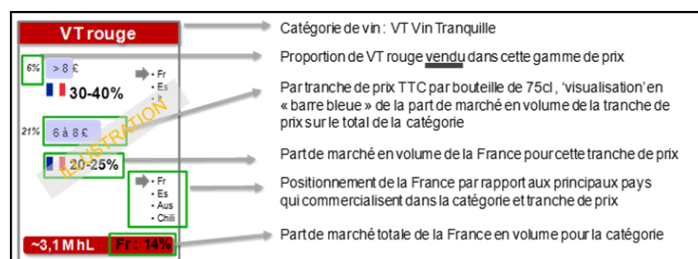 VT rouge
Catégorie de vin : VT Vin Tranquille
6%
> 8 £
Proportion de VT rouge vendu dans cette gamme de prix
30-40%
• Fr
• Es
• It
Par tranche de prix TTC par bouteille de 75cl, ‘visualisation’ en
« barre bleue » de la part de marché en volume de la tranche de
prix sur le total de la catégorie
21%
6 à 8 £
ILLUSTRATION
20-25%
Part de marché en volume de la France pour cette tranche de prix
• Fr
• Es
• Aus
• Chili
Positionnement de la France par rapport aux principaux pays
qui commercialisent dans la catégorie et tranche de prix
~3,1 M hL
Fr : 14%
Part de marché totale de la France en volume pour la catégorie